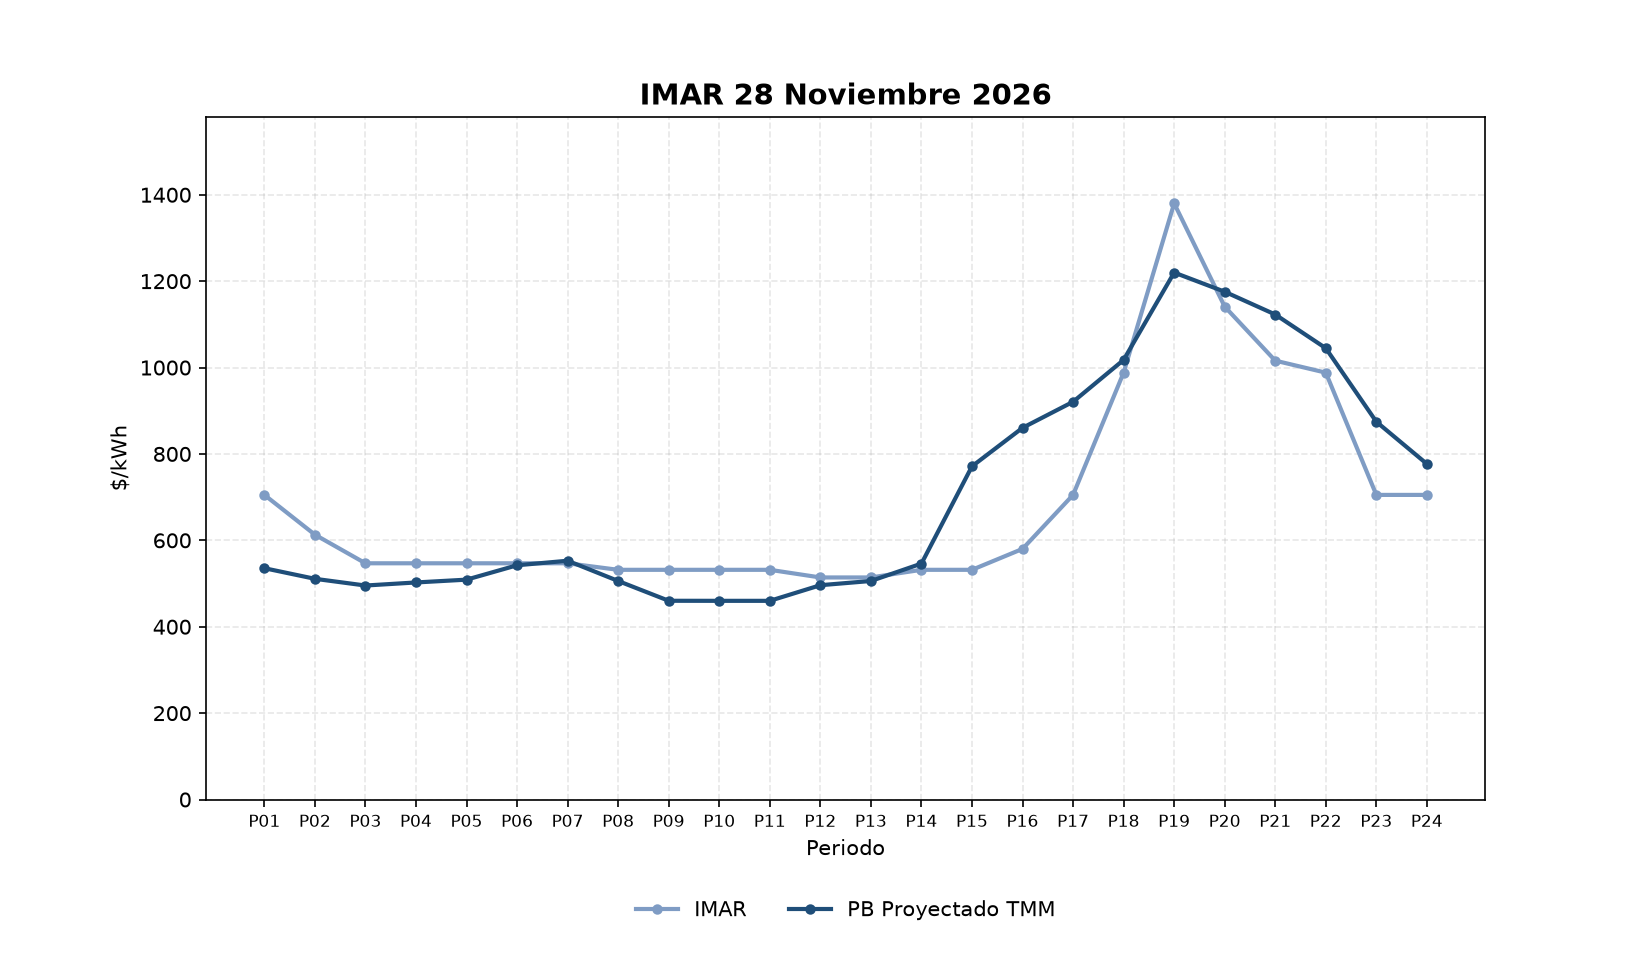 IMAR 28 Noviembre 2026
$/kWh
1400
1200
1000
800
600
400
200
0
P01 P02 P03 P04 P05 P06 P07 P08 P09 P10 P11 P12 P13 P14 P15 P16 P17 P18 P19 P20 P21 P22 P23 P24
Periodo
IMAR PB Proyectado TMM